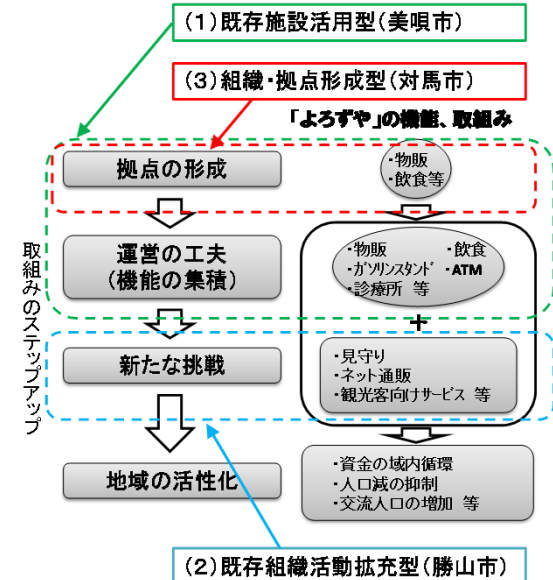 (1)既存施設活用型(美唄市)
(3)組織・拠点形成型(対馬市)
「よろずや」の機能、取組み
拠点の形成
・物販
・飲食等
取組みのステップアップ
運営の工夫
(機能の集積)
・物販 ・飲食
・ガソリンスタンド ・ATM
・診療所 等
+
新たな挑戦
・見守り
・ネット通販
・観光客向けサービス 等
地域の活性化
・資金の域内循環
・人口減の抑制
・交流人口の増加 等
(2)既存組織活動拡充型(勝山市)